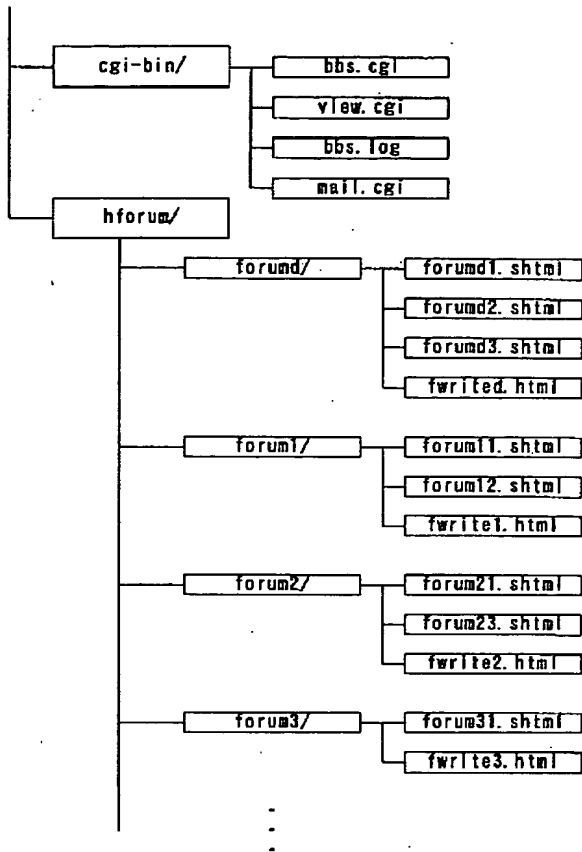 cgi-bin/
bbs.cgi
view.cgi
bbs.log
mail.cgi
hforum/
forumd/
forumd1.shtml
forumd2.shtml
forumd3.shtml
fwrited.html
forum1/
forum11.shtml
forum12.shtml
fwrite1.html
forum2/
forum21.shtml
forum23.shtml
fwrite2.html
forum3/
forum31.shtml
fwrite3.html